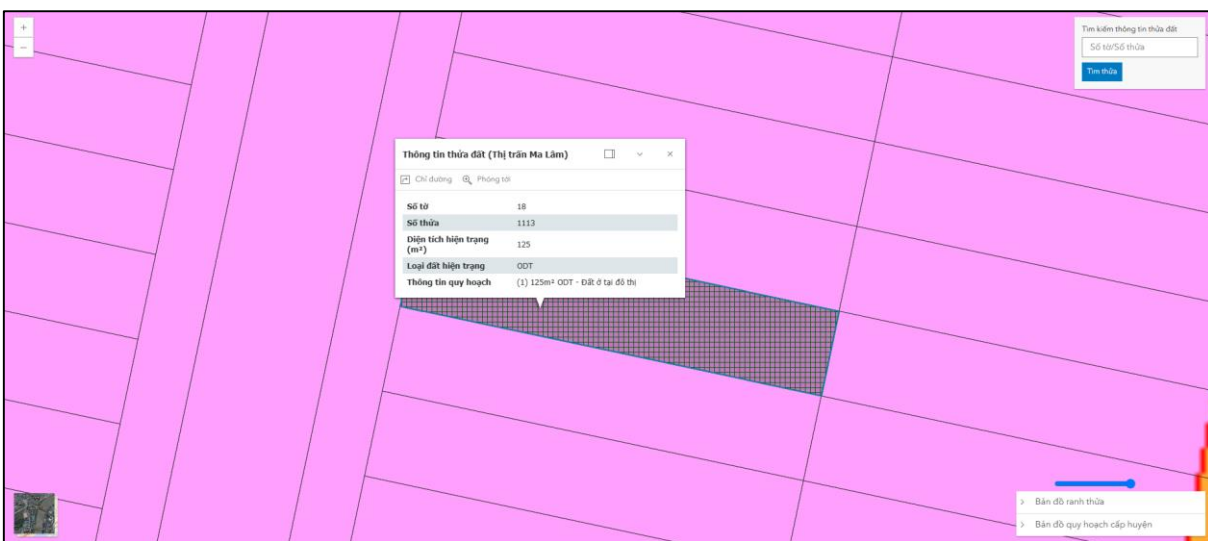 +
−
Tìm kiếm thông tin thửa đất
Số tờ/Số thửa
Tìm thửa
Thông tin thửa đất (Thị trấn Ma Lâm)
Chỉ đường Phóng tới
Số tờ 18
Số thửa 1113
Diện tích hiện trạng
(m²) 125
Loại đất hiện trạng ODT
Thông tin quy hoạch (1) 125m² ODT - Đất ở tại đô thị
Bản đồ ranh thửa
Bản đồ quy hoạch cấp huyện